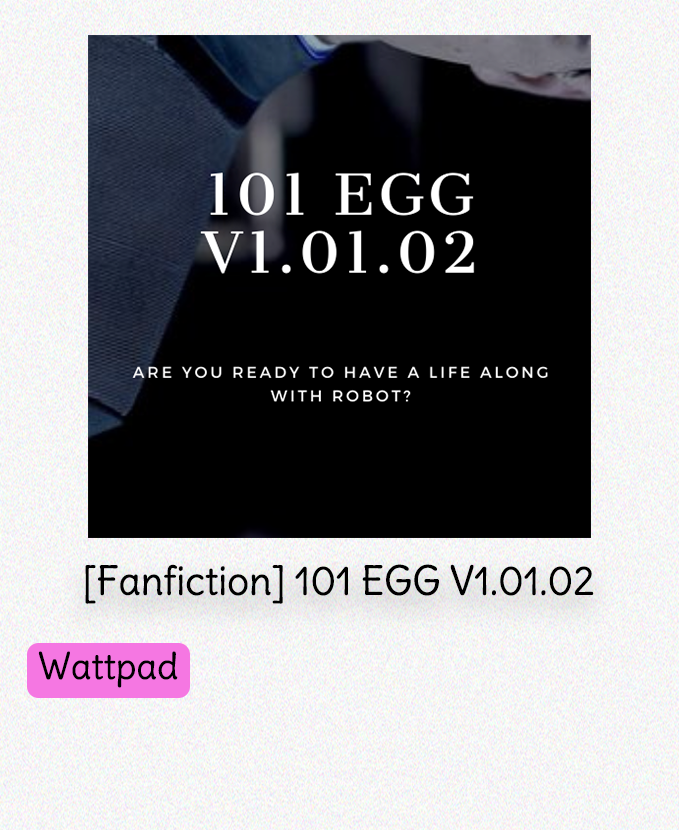 101 EGG
V1.01.02
ARE YOU READY TO HAVE A LIFE ALONG
WITH ROBOT?
[Fanfiction] 101 EGG V1.01.02
Wattpad